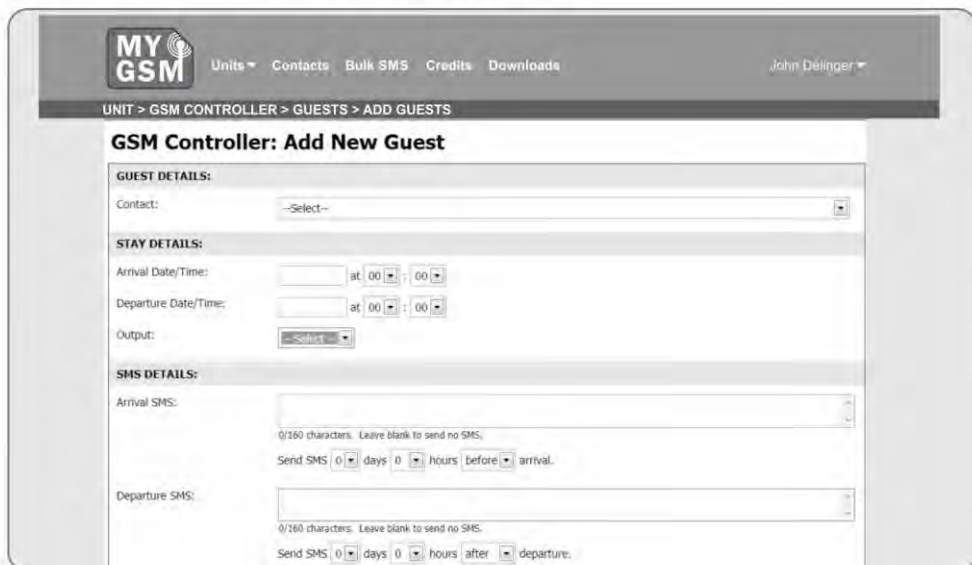 MY
GSM
Units Contacts Bulk SMS Credits Downloads John Delinger
UNIT > GSM CONTROLLER > GUESTS > ADD GUESTS
GSM Controller: Add New Guest
GUEST DETAILS:
Contact: --Select--
STAY DETAILS:
Arrival Date/Time: at 00 : 00
Departure Date/Time: at 00 : 00
Output: --Select--
SMS DETAILS:
Arrival SMS:
0/160 characters. Leave blank to send no SMS.
Send SMS 0 days 0 hours before arrival.
Departure SMS:
0/160 characters. Leave blank to send no SMS.
Send SMS 0 days 0 hours after departure.